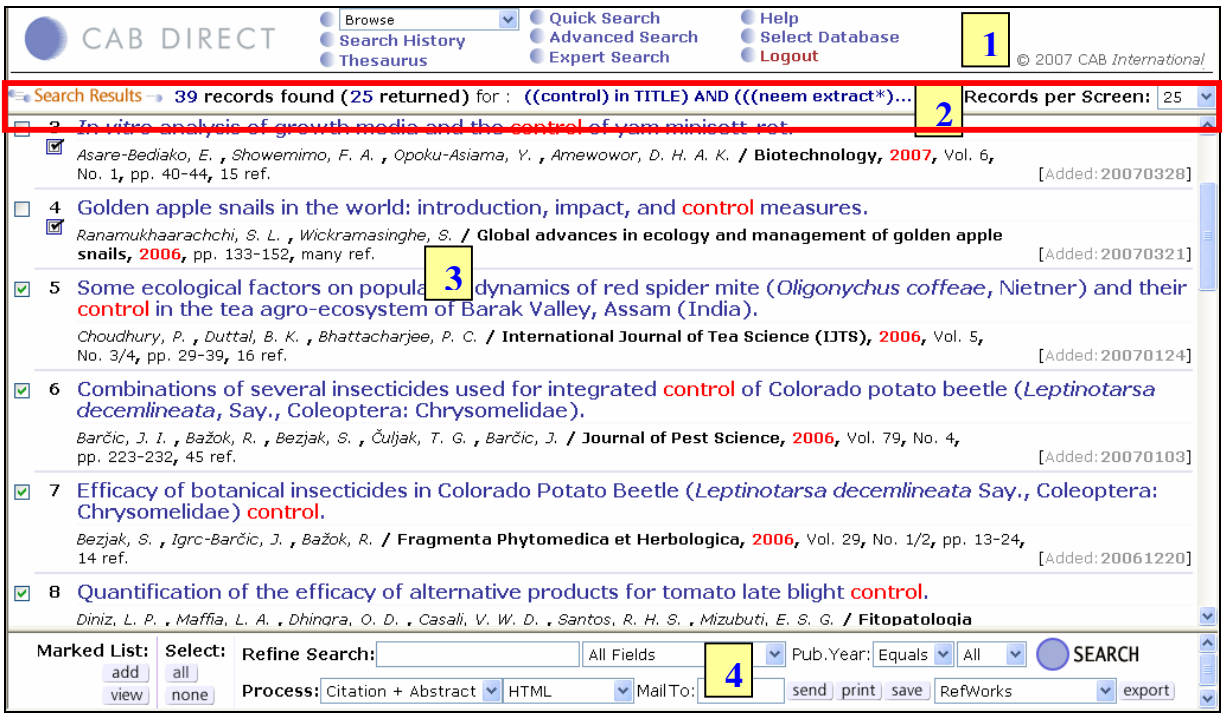 CAB DIRECT
Browse
Search History
Thesaurus
Quick Search
Advanced Search
Expert Search
Help
Select Database
Logout
1
© 2007 CAB International
Search Results 39 records found (25 returned) for : ((control) in TITLE) AND (((neem extract*)... 2 Records per Screen: 25
3 In vitro analysis of growth media and the control of yam minisett rot.
Asare-Bediako, E. , Showemimo, F. A. , Opoku-Asiama, Y. , Amewowor, D. H. A. K. / Biotechnology, 2007, Vol. 6,
No. 1, pp. 40-44, 15 ref. [Added:20070328]
4 Golden apple snails in the world: introduction, impact, and control measures.
Ranamukhaarachchi, S. L. , Wickramasinghe, S. / Global advances in ecology and management of golden apple
snails, 2006, pp. 133-152, many ref. [Added:20070321]
3
5 Some ecological factors on popula dynamics of red spider mite (Oligonychus coffeae, Nietner) and their
control in the tea agro-ecosystem of Barak Valley, Assam (India).
Choudhury, P. , Duttal, B. K. , Bhattacharjee, P. C. / International Journal of Tea Science (IJTS), 2006, Vol. 5,
No. 3/4, pp. 29-39, 16 ref. [Added:20070124]
6 Combinations of several insecticides used for integrated control of Colorado potato beetle (Leptinotarsa
decemlineata, Say., Coleoptera: Chrysomelidae).
Barčic, J. I. , Bažok, R. , Bezjak, S. , Čuljak, T. G. , Barčic, J. / Journal of Pest Science, 2006, Vol. 79, No. 4,
pp. 223-232, 45 ref. [Added:20070103]
7 Efficacy of botanical insecticides in Colorado Potato Beetle (Leptinotarsa decemlineata Say., Coleoptera:
Chrysomelidae) control.
Bezjak, S. , Igrc-Barčic, J. , Bažok, R. / Fragmenta Phytomedica et Herbologica, 2006, Vol. 29, No. 1/2, pp. 13-24,
14 ref. [Added:20061220]
8 Quantification of the efficacy of alternative products for tomato late blight control.
Diniz, L. P. , Maffia, L. A. , Dhingra, O. D. , Casali, V. W. D. , Santos, R. H. S. , Mizubuti, E. S. G. / Fitopatologia
Marked List: Select: Refine Search: All Fields Pub.Year: Equals All SEARCH
add all
4
view none Process: Citation + Abstract HTML MailTo: send print save RefWorks export